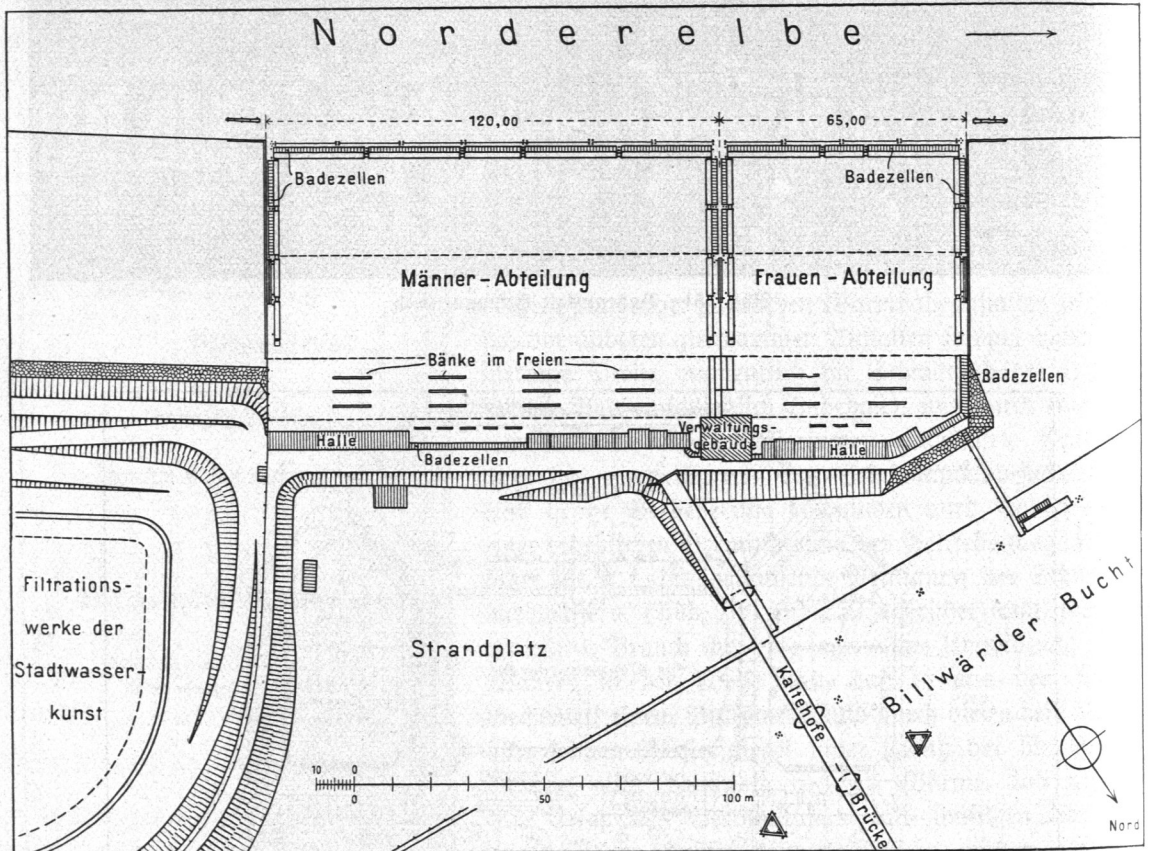 Norderelbe
120,00
65,00
Badezellen
Badezellen
Männer-Abteilung
Frauen-Abteilung
Bänke im Freien
Badezellen
Verwaltungs-
gebäude
Halle
Badezellen
Halle
Filtrations-
werke der
Stadtwasser-
kunst
Strandplatz
Kaltehofe
Brücke
Billwärder Bucht
10 0
0 50 100 m
Nord